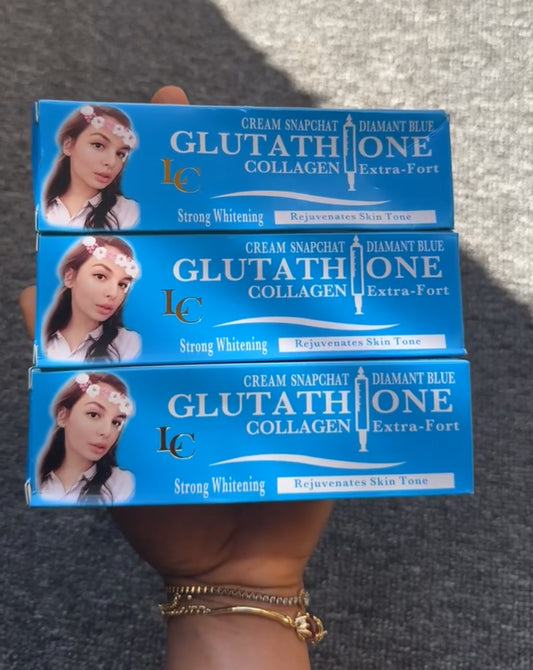 CREAM SNAPCHAT DIAMANT BLUE
GLUTATHIONE
COLLAGEN Extra-Fort
LC
Strong Whitening Rejuvenates Skin Tone
CREAM SNAPCHAT DIAMANT BLUE
GLUTATHIONE
COLLAGEN Extra-Fort
LC
Strong Whitening Rejuvenates Skin Tone
CREAM SNAPCHAT DIAMANT BLUE
GLUTATHIONE
COLLAGEN Extra-Fort
LC
Strong Whitening Rejuvenates Skin Tone